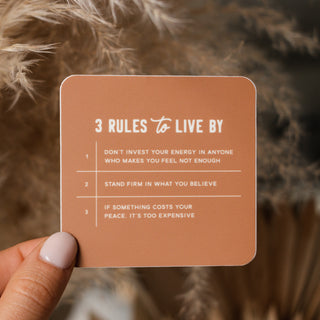 3 RULES to LIVE BY
1 DON'T INVEST YOUR ENERGY IN ANYONE
WHO MAKES YOU FEEL NOT ENOUGH
2 STAND FIRM IN WHAT YOU BELIEVE
3 IF SOMETHING COSTS YOUR
PEACE, IT'S TOO EXPENSIVE